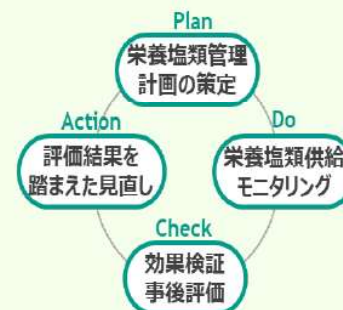 Plan
栄養塩類管理
計画の策定
Do
栄養塩類供給
モニタリング
Check
効果検証
事後評価
Action
評価結果を
踏まえた見直し